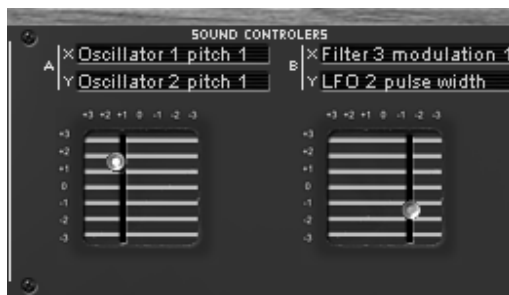 SOUND CONTROLERS
A X Oscillator 1 pitch 1
Y Oscillator 2 pitch 1
B X Filter 3 modulation 1
Y LFO 2 pulse width
+3 +2 +1 0 -1 -2 -3
+3
+2
+1
0
-1
-2
-3
+3 +2 +1 0 -1 -2 -3
+3
+2
+1
0
-1
-2
-3